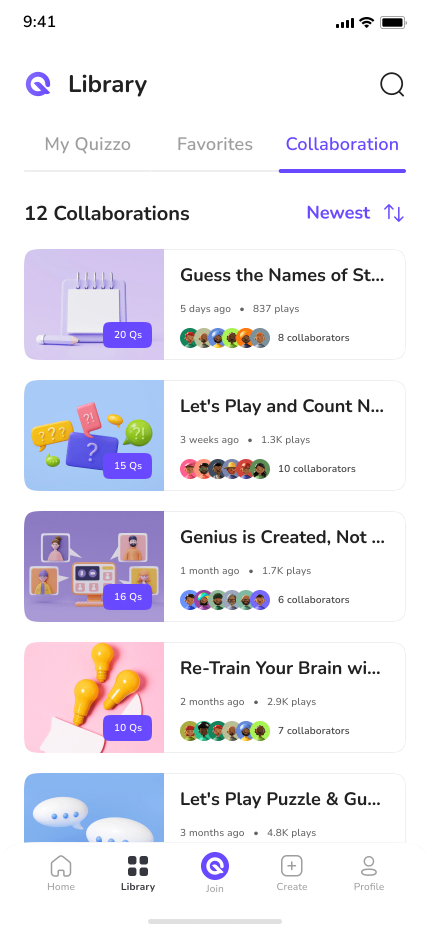 9:41
Library
My Quizzo Favorites Collaboration
12 Collaborations Newest
Guess the Names of St...
5 days ago • 837 plays
20 Qs
8 collaborators
Let's Play and Count N...
3 weeks ago • 1.3K plays
15 Qs
10 collaborators
Genius is Created, Not ...
1 month ago • 1.7K plays
16 Qs
6 collaborators
Re-Train Your Brain wi...
2 months ago • 2.9K plays
10 Qs
7 collaborators
Let's Play Puzzle & Gu...
3 months ago • 4.8K plays
Home Library Join Create Profile